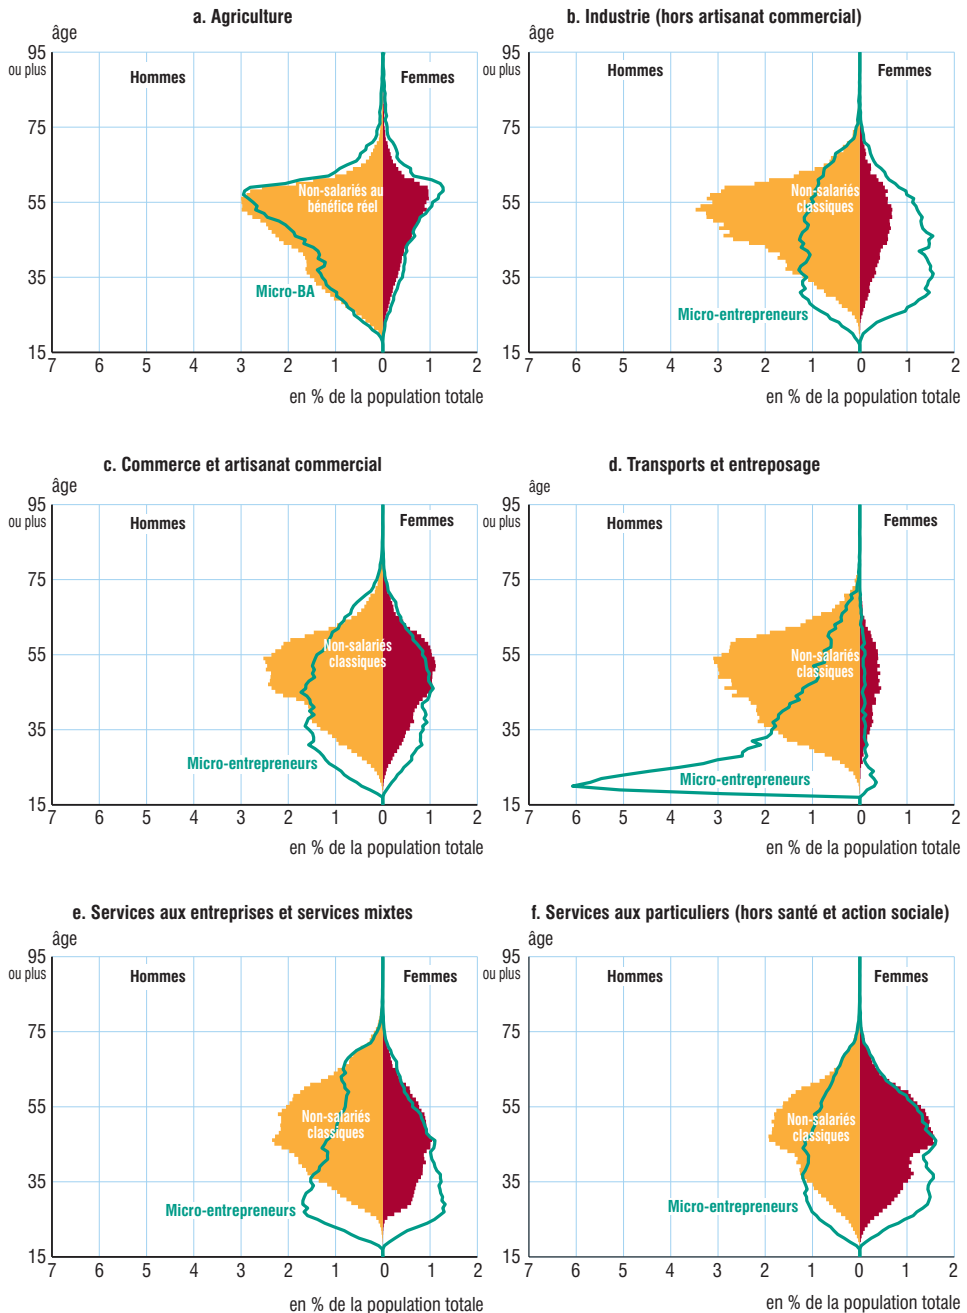 a. Agriculture
âge
95
ou plus
Hommes
Femmes
75
Non-salariés au
bénéfice réel
55
35
Micro-BA
15
7 6 5 4 3 2 1 0 1 2
en % de la population totale
b. Industrie (hors artisanat commercial)
âge
95
ou plus
Hommes
Femmes
75
Non-salariés
classiques
55
35
Micro-entrepreneurs
15
7 6 5 4 3 2 1 0 1 2
en % de la population totale
c. Commerce et artisanat commercial
âge
95
ou plus
Hommes
Femmes
75
Non-salariés
classiques
55
35
Micro-entrepreneurs
15
7 6 5 4 3 2 1 0 1 2
en % de la population totale
d. Transports et entreposage
âge
95
ou plus
Hommes
Femmes
75
Non-salariés
classiques
55
35
Micro-entrepreneurs
15
7 6 5 4 3 2 1 0 1 2
en % de la population totale
e. Services aux entreprises et services mixtes
âge
95
ou plus
Hommes
Femmes
75
55
Non-salariés
classiques
35
Micro-entrepreneurs
15
7 6 5 4 3 2 1 0 1 2
en % de la population totale
f. Services aux particuliers (hors santé et action sociale)
âge
95
ou plus
Hommes
Femmes
75
55
Non-salariés
classiques
35
Micro-entrepreneurs
15
7 6 5 4 3 2 1 0 1 2
en % de la population totale